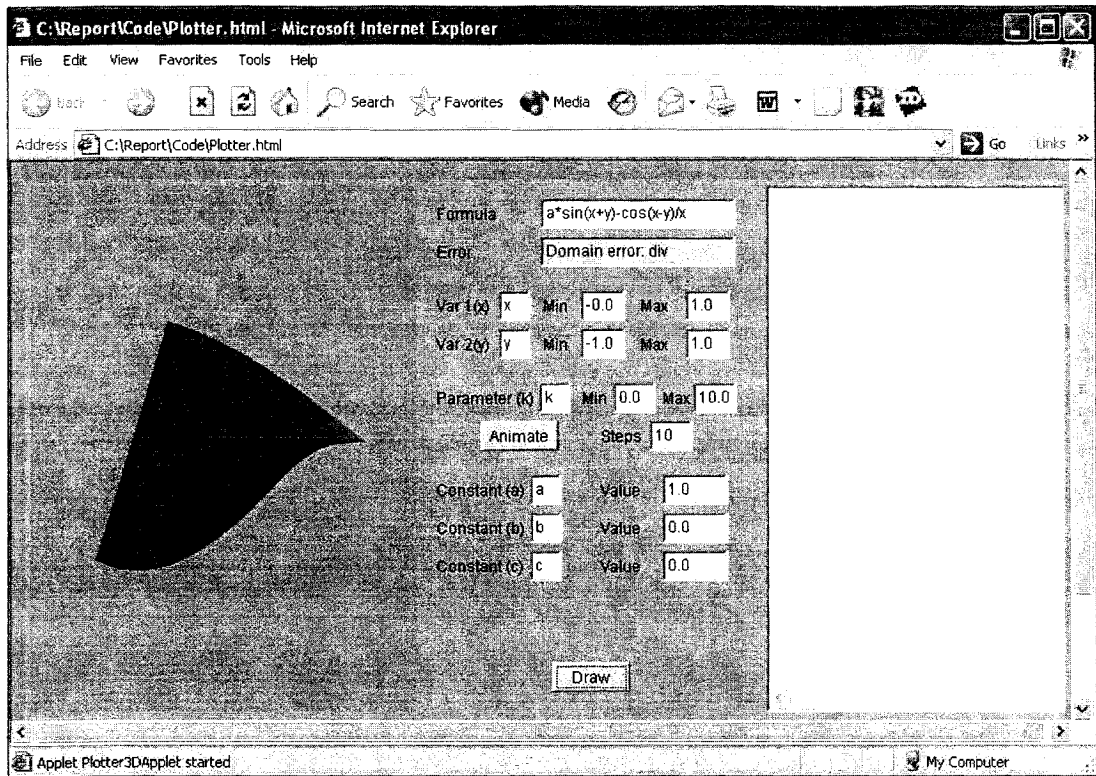 C:\Report\Code\Plotter.html - Microsoft Internet Explorer
File Edit View Favorites Tools Help
Back Search Favorites Media W
Address C:\Report\Code\Plotter.html Go Links »
Formula a*sin(x+y)-cos(x-y)/x
Error Domain error: div
Var 1(x) x Min -0.0 Max 1.0
Var 2(y) y Min -1.0 Max 1.0
Parameter (k) k Min 0.0 Max 10.0
Animate Steps 10
Constant (a) a Value 1.0
Constant (b) b Value 0.0
Constant (c) c Value 0.0
Draw
Applet Plotter3DApplet started My Computer